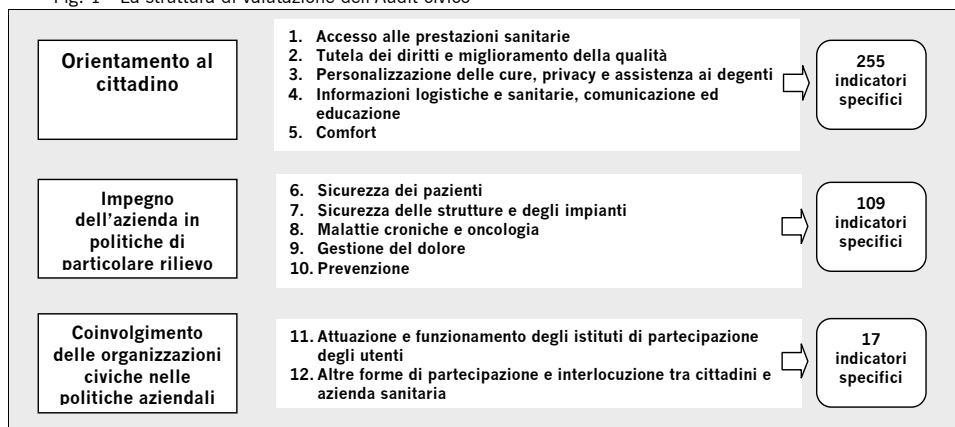 Fig. 1 - La struttura di valutazione dell'Audit civico
Orientamento al
cittadino
1. Accesso alle prestazioni sanitarie
2. Tutela dei diritti e miglioramento della qualità
3. Personalizzazione delle cure, privacy e assistenza ai degenti
4. Informazioni logistiche e sanitarie, comunicazione ed
educazione
5. Comfort
255
indicatori
specifici
Impegno
dell'azienda in
politiche di
particolare rilievo
6. Sicurezza dei pazienti
7. Sicurezza delle strutture e degli impianti
8. Malattie croniche e oncologia
9. Gestione del dolore
10. Prevenzione
109
indicatori
specifici
Coinvolgimento
delle organizzazioni
civiche nelle
politiche aziendali
11. Attuazione e funzionamento degli istituti di partecipazione
degli utenti
12. Altre forme di partecipazione e interlocuzione tra cittadini e
azienda sanitaria
17
indicatori
specifici